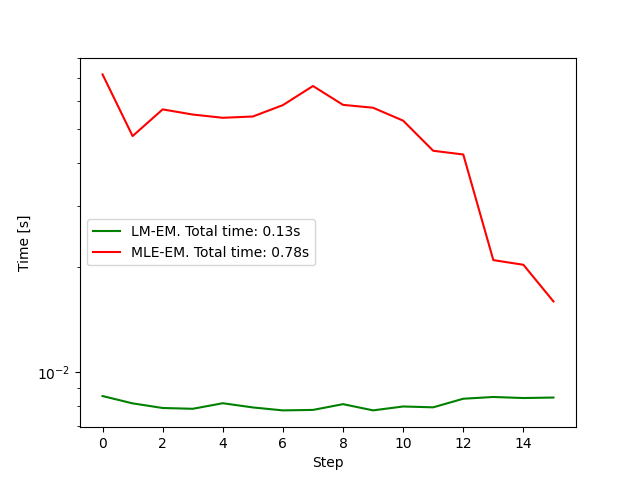 Time [s]
10⁻²
LM-EM. Total time: 0.13s
MLE-EM. Total time: 0.78s
0 2 4 6 8 10 12 14
Step